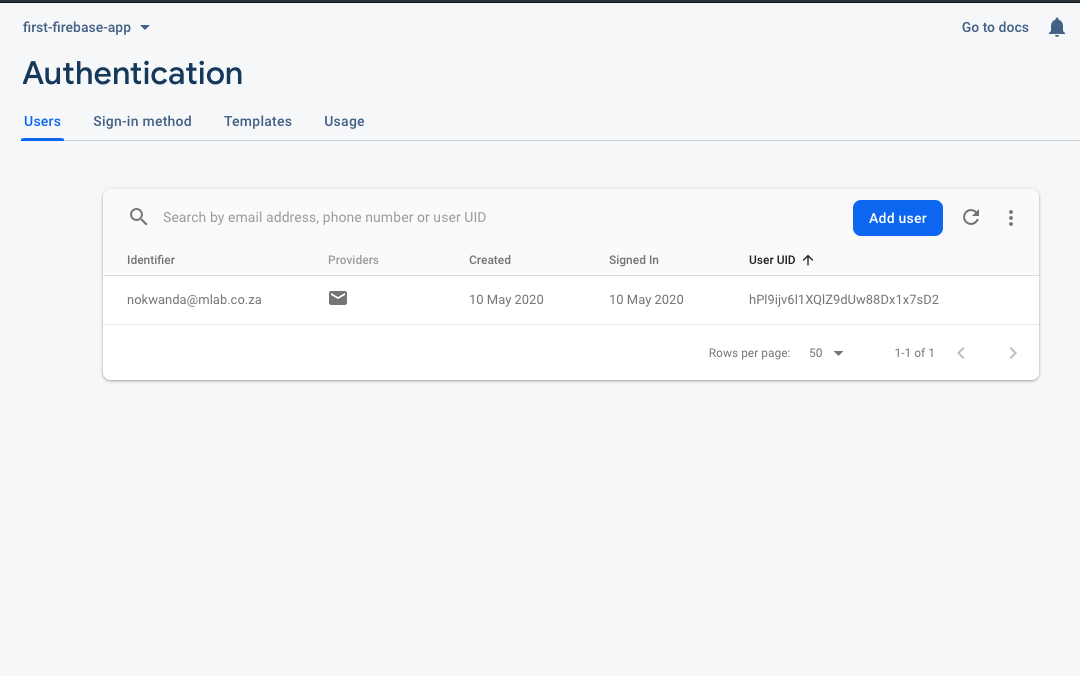 first-firebase-app Go to docs
Authentication
Users Sign-in method Templates Usage
Search by email address, phone number or user UID Add user
Identifier Providers Created Signed In User UID
nokwanda@mlab.co.za 10 May 2020 10 May 2020 hPl9ijv6l1XQlZ9dUw88Dx1x7sD2
Rows per page: 50 1-1 of 1